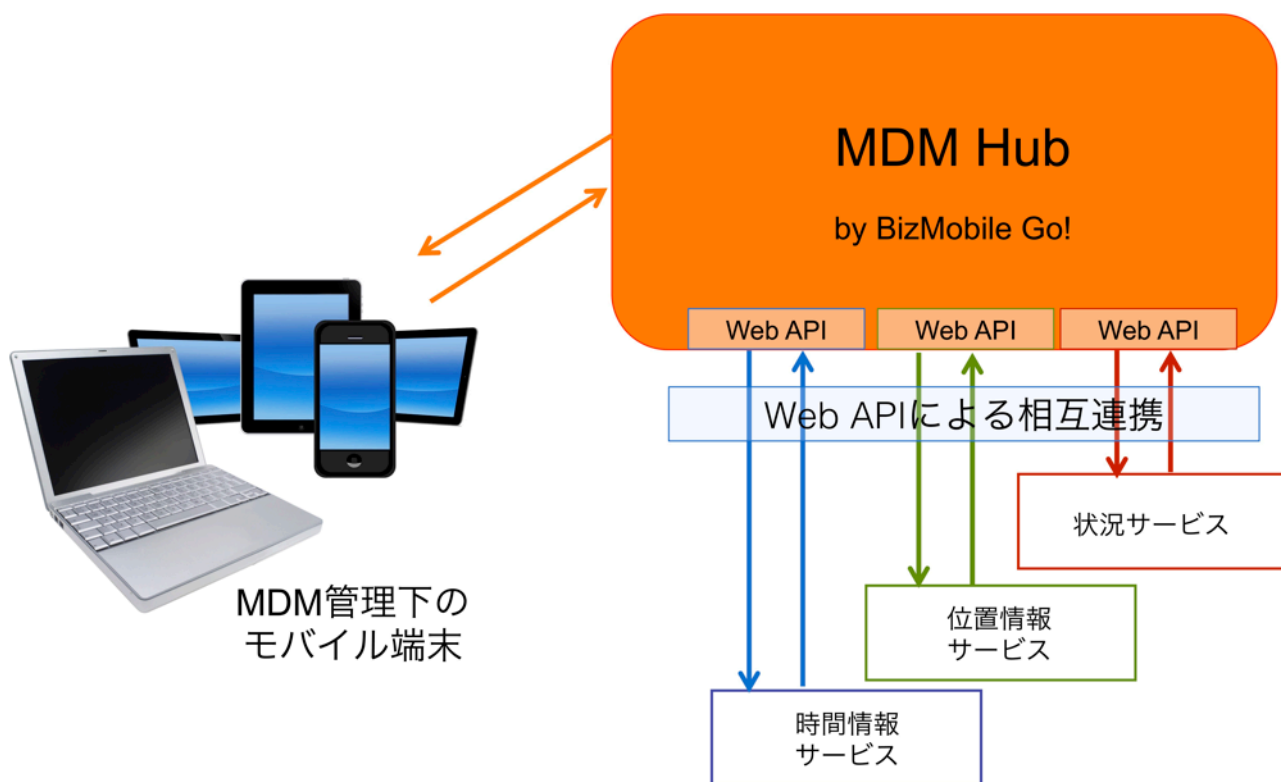 MDM Hub
by BizMobile Go!
Web API
Web API
Web API
Web APIによる相互連携
状況サービス
MDM管理下の
モバイル端末
位置情報
サービス
時間情報
サービス